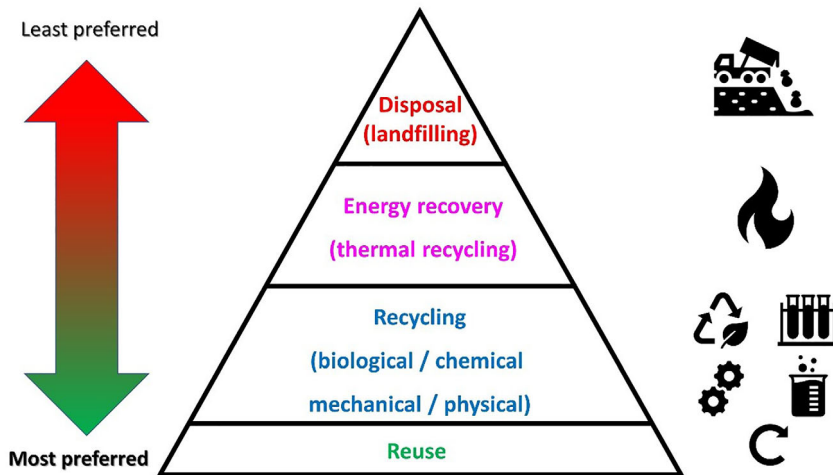 Least preferred
Disposal
(landfilling)
Energy recovery
(thermal recycling)
Recycling
(biological / chemical
mechanical / physical)
Reuse
Most preferred